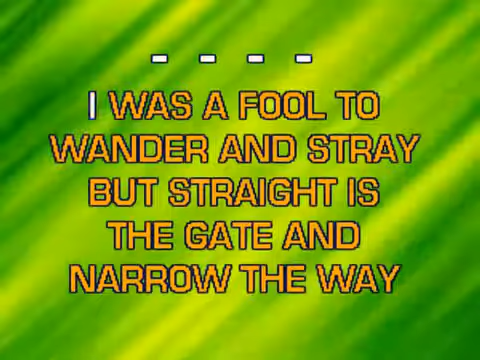 - - - -
I WAS A FOOL TO
WANDER AND STRAY
BUT STRAIGHT IS
THE GATE AND
NARROW THE WAY